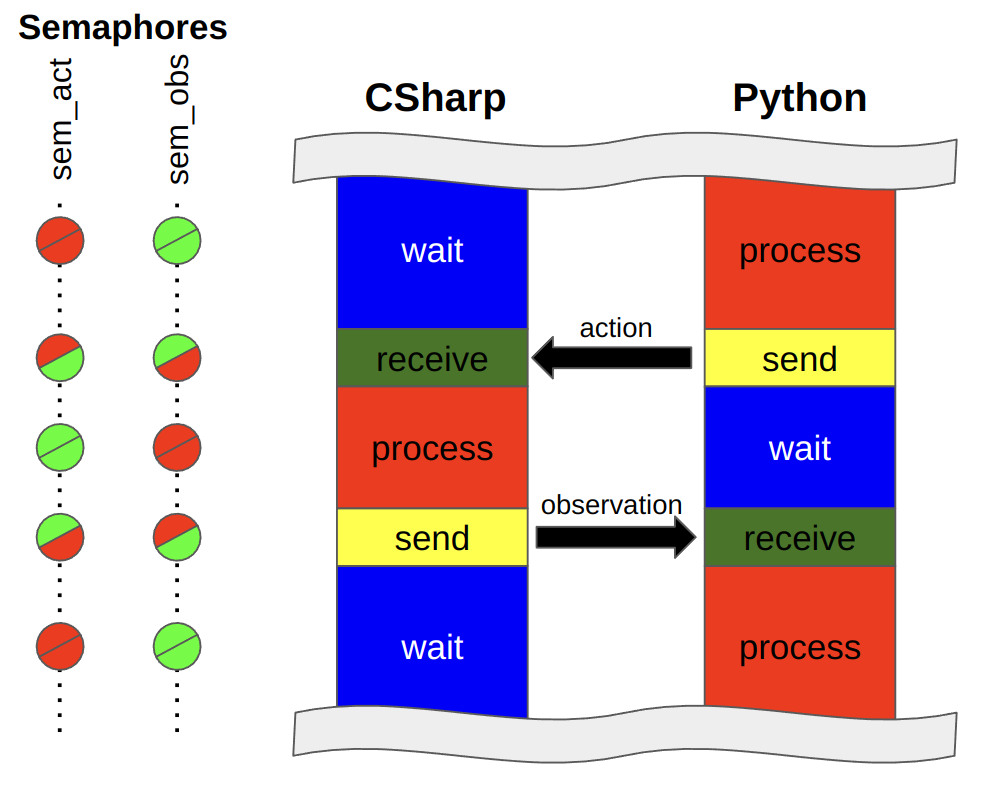 Semaphores
sem_act
sem_obs
CSharp
Python
wait
process
action
receive
send
process
wait
observation
send
receive
wait
process